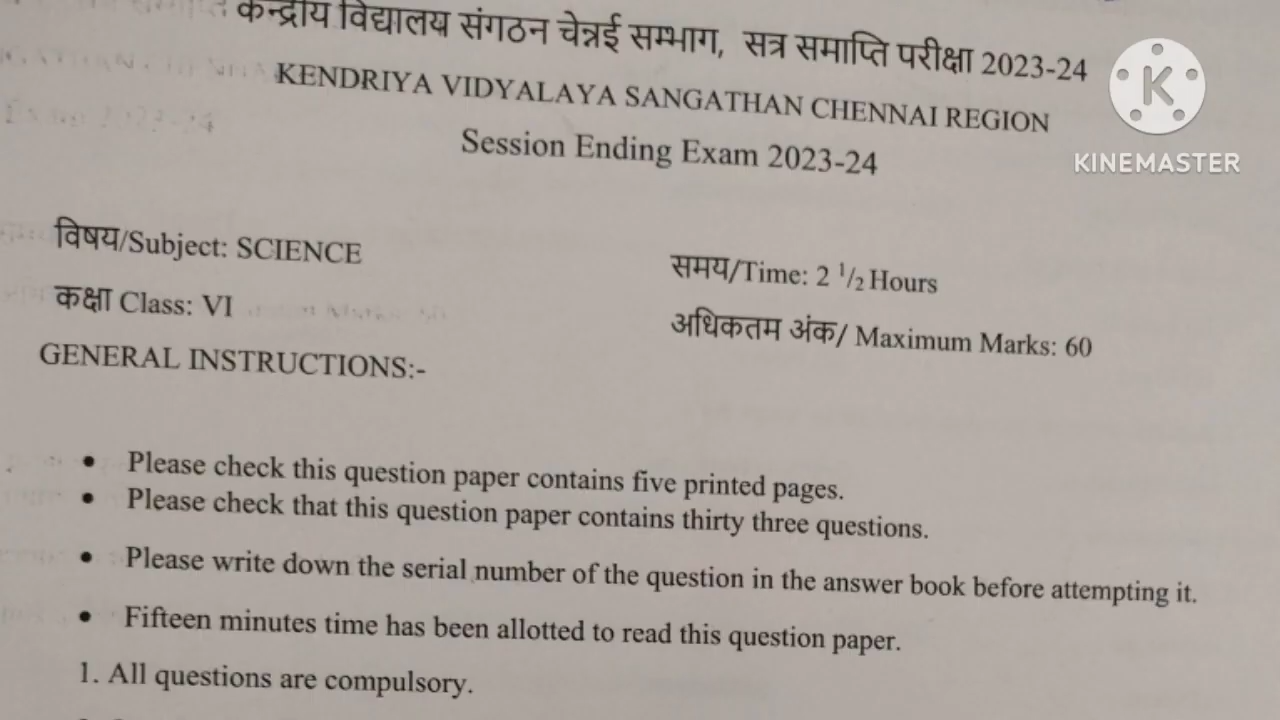 केन्द्रीय विद्यालय संगठन चेन्नई सम्भाग, सत्र समाप्ति परीक्षा 2023-24
KENDRIYA VIDYALAYA SANGATHAN CHENNAI REGION
Session Ending Exam 2023-24
KINEMASTER
विषय/Subject: SCIENCE
समय/Time: 2 ¹/₂ Hours
कक्षा Class: VI
अधिकतम अंक/ Maximum Marks: 60
GENERAL INSTRUCTIONS:-
• Please check this question paper contains five printed pages.
• Please check that this question paper contains thirty three questions.
• Please write down the serial number of the question in the answer book before attempting it.
• Fifteen minutes time has been allotted to read this question paper.
1. All questions are compulsory.